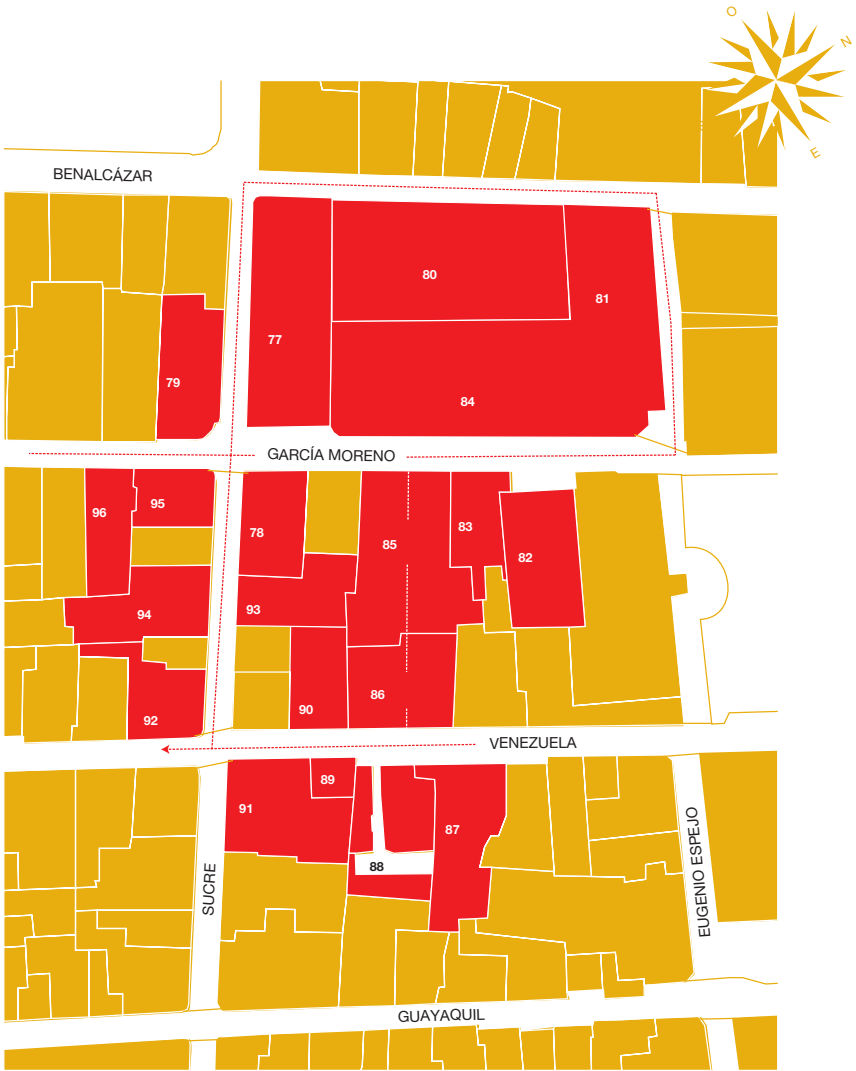 O
N
E
BENALCÁZAR
80
81
77
79
84
GARCÍA MORENO
96
95
78
85
83
82
93
94
90
86
92
VENEZUELA
89
91
87
88
SUCRE
EUGENIO ESPEJO
GUAYAQUIL